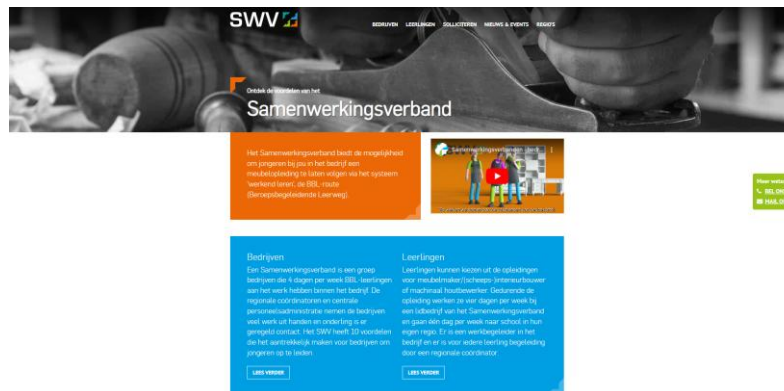 SWV
BEDRIJVEN LEERLINGEN SOLLICITEREN NIEUWS & EVENTS REGIO'S
Ontdek de voordelen van het
Samenwerkingsverband
Het Samenwerkingsverband biedt de mogelijkheid
om jongeren bij jou in het bedrijf een
meubelopleiding te laten volgen via het systeem
'werkend leren', de BBL-route
(Beroepsbegeleidende Leerweg).
Samenwerkingsverbanden
Meer wete
BEL ON
MAIL O
Bedrijven
Een Samenwerkingsverband is een groep
bedrijven die 4 dagen per week BBL-leerlingen
aan het werk hebben binnen het bedrijf. De
regionale coördinatoren en centrale
personeelsadministratie nemen de bedrijven
veel werk uit handen en onderling is er
geregeld contact. Het SWV heeft 10 voordelen
die het aantrekkelijk maken voor bedrijven om
jongeren op te leiden.
LEES VERDER
Leerlingen
Leerlingen kunnen kiezen uit de opleidingen
voor meubelmaker/(scheeps-)interieurbouwer
of machinaal houtbewerker. Gedurende de
opleiding werken ze vier dagen per week bij
een lidbedrijf van het Samenwerkingsverband
en gaan één dag per week naar school in hun
eigen regio. Er is een werkbegeleider in het
bedrijf en er is voor iedere leerling begeleiding
door een regionale coördinator.
LEES VERDER